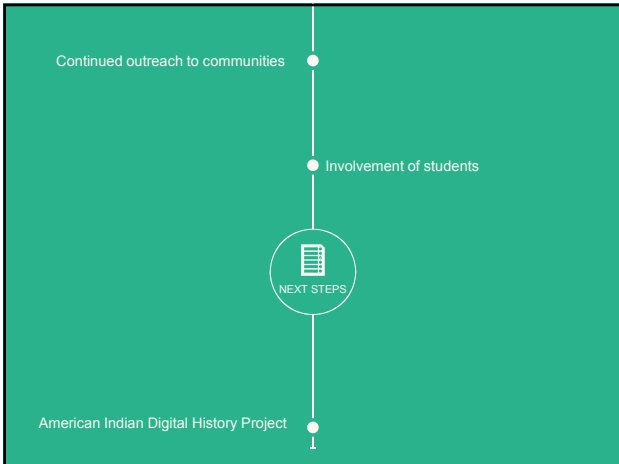 Continued outreach to communities
Involvement of students
NEXT STEPS
American Indian Digital History Project